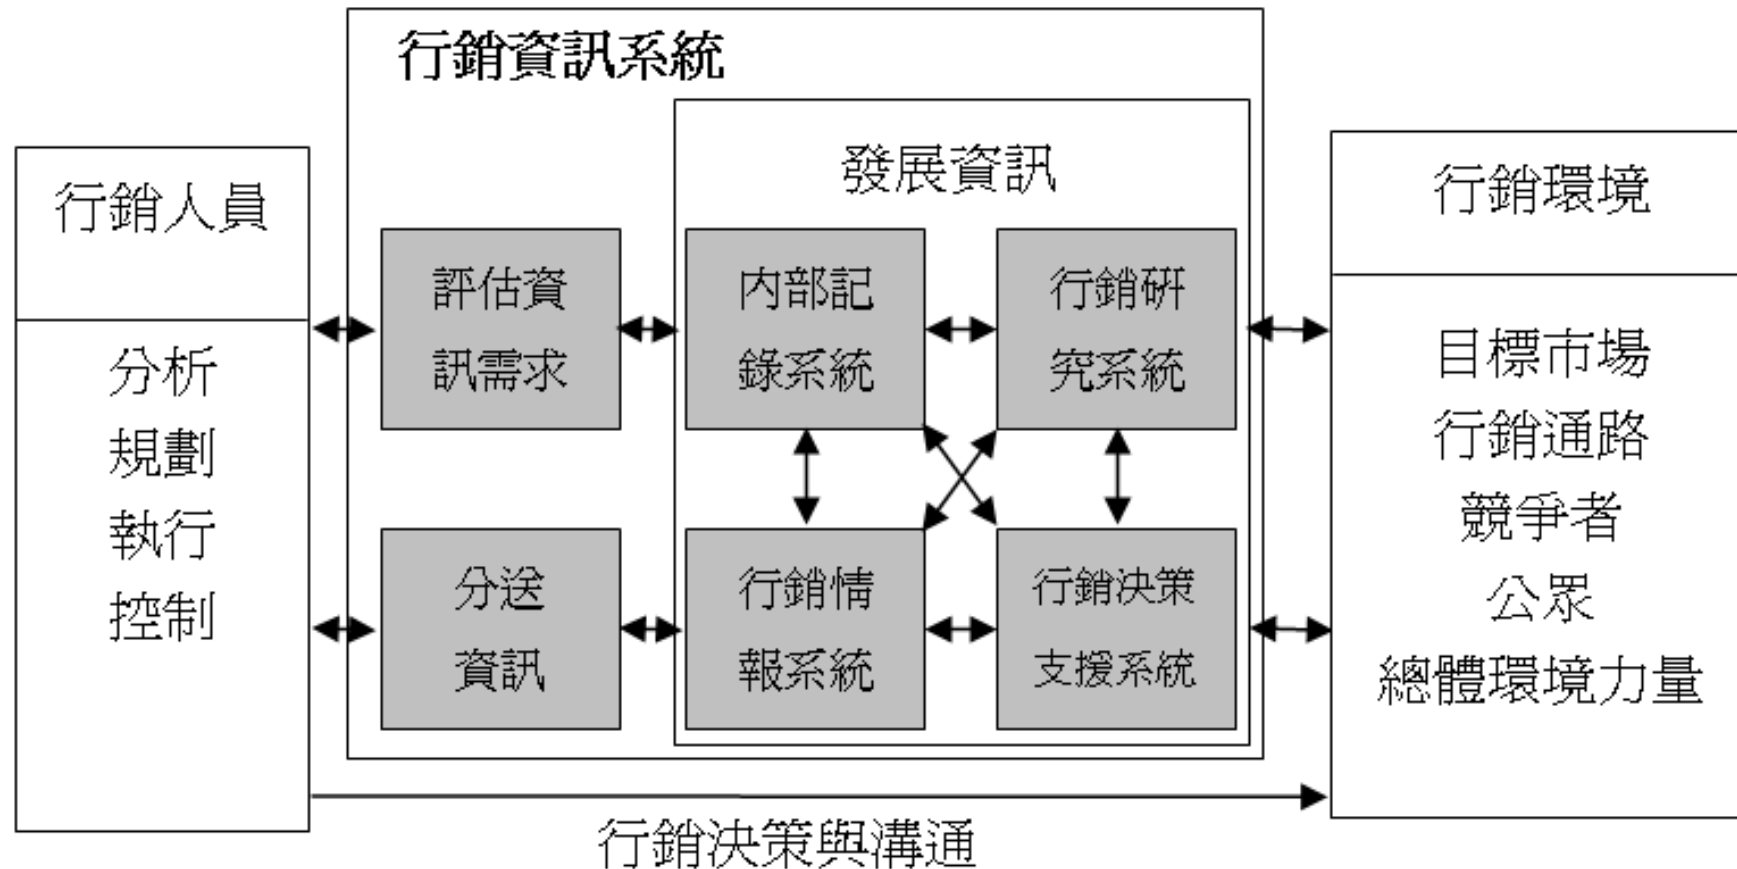 行銷資訊系統
行銷人員
分析
規劃
執行
控制
評估資
訊需求
分送
資訊
發展資訊
内部記
錄系統
行銷研
究系統
行銷情
報系統
行銷決策
支援系統
行銷環境
目標市場
行銷通路
競爭者
公眾
總體環境力量
行銷決策與溝通